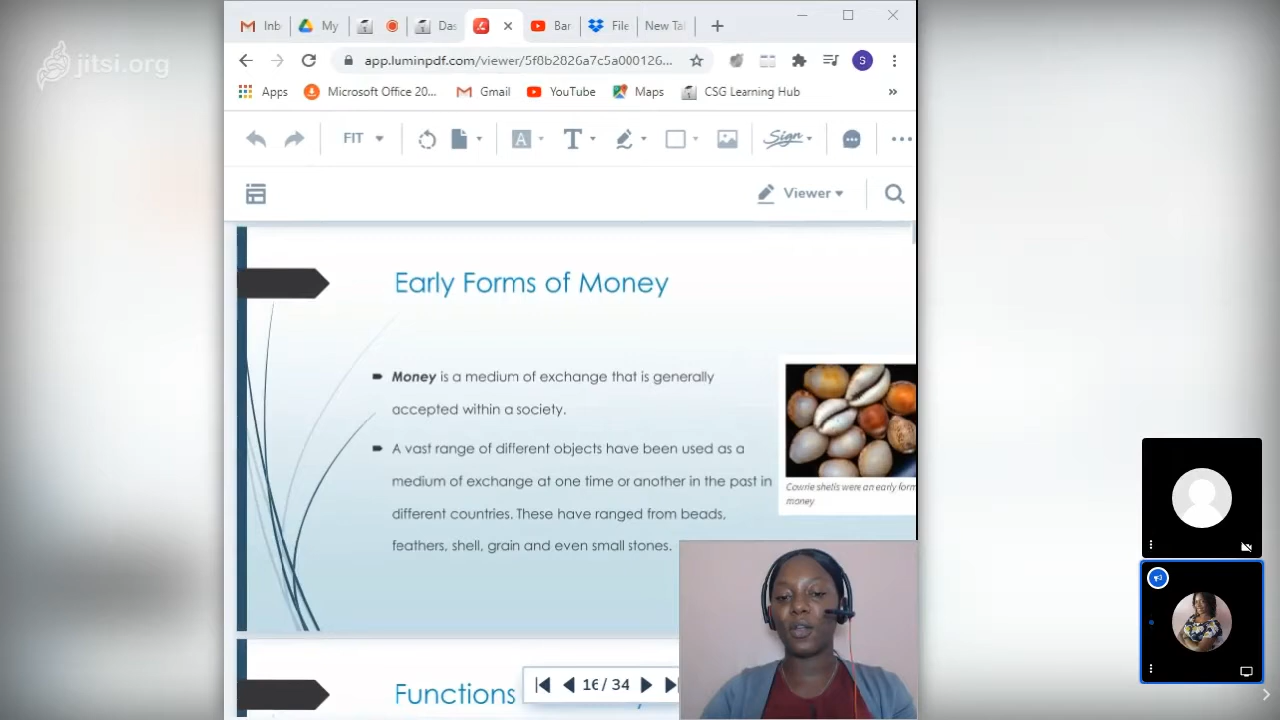 jitsi.org
Inb
My
Das
Bar
File
New Ta
app.luminpdf.com/viewer/5f8b2826a7c5a000126...
S
Apps
Microsoft Office 20...
Gmail
YouTube
Maps
CSG Learning Hub
»
FIT
A
T
Sign
Viewer
Early Forms of Money
Money is a medium of exchange that is generally
accepted within a society.
A vast range of different objects have been used as a
medium of exchange at one time or another in the past in
different countries. These have ranged from beads,
feathers, shell, grain and even small stones.
Cowrie shells were an early form
money
Functions
16 / 34